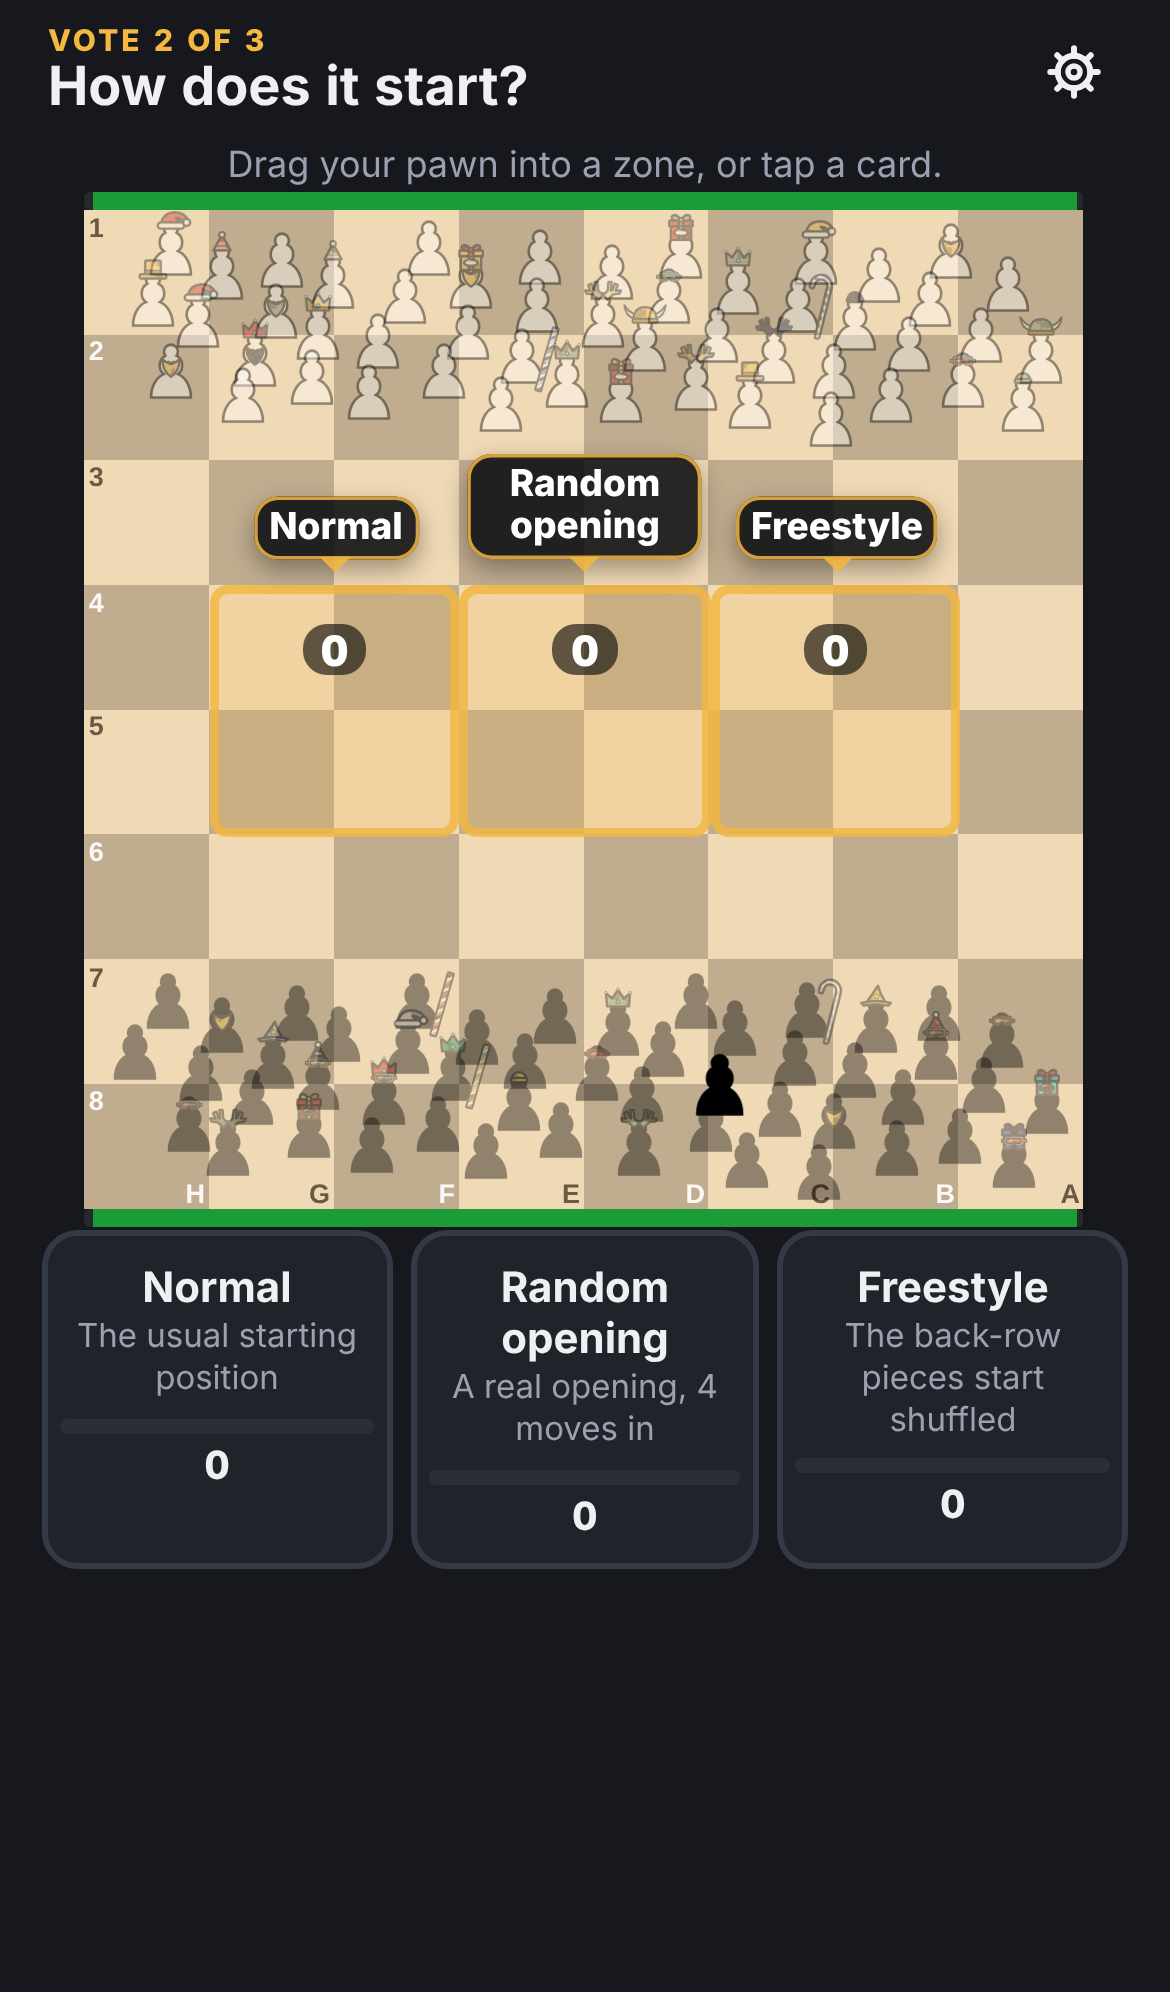 VOTE 2 OF 3
How does it start?
Drag your pawn into a zone, or tap a card.
1
2
3
Normal
Random
opening
Freestyle
4
0
0
0
5
6
7
8
H G F E D C B A
Normal
The usual starting
position
0
Random
opening
A real opening, 4
moves in
0
Freestyle
The back-row
pieces start
shuffled
0